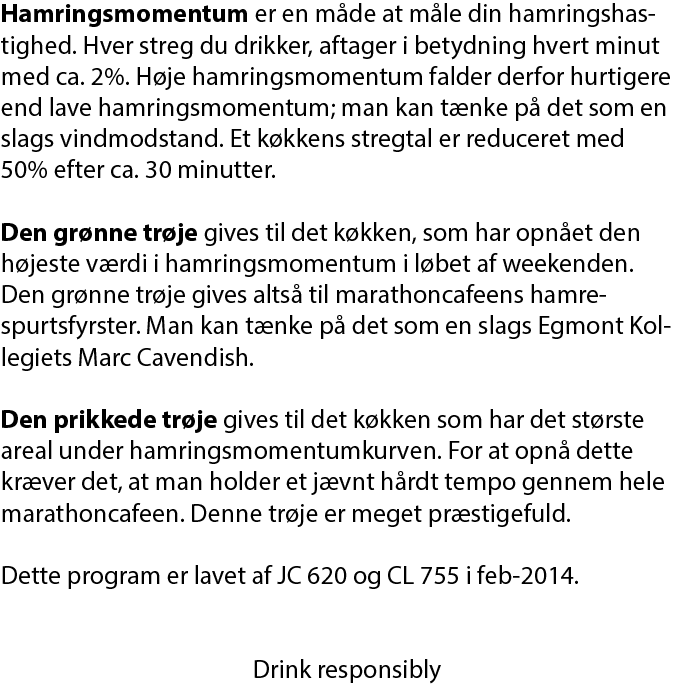 Hamringsmomentum er en måde at måle din hamringshas-
tighed. Hver streg du drikker, aftager i betydning hvert minut
med ca. 2%. Høje hamringsmomentum falder derfor hurtigere
end lave hamringsmomentum; man kan tænke på det som en
slags vindmodstand. Et køkkens stregtal er reduceret med
50% efter ca. 30 minutter.

Den grønne trøje gives til det køkken, som har opnået den
højeste værdi i hamringsmomentum i løbet af weekenden.
Den grønne trøje gives altså til marathoncafeens hamre-
spurtsfyrster. Man kan tænke på det som en slags Egmont Kol-
legiets Marc Cavendish.

Den prikkede trøje gives til det køkken som har det største
areal under hamringsmomentumkurven. For at opnå dette
kræver det, at man holder et jævnt hårdt tempo gennem hele
marathoncafeen. Denne trøje er meget præstigefuld.

Dette program er lavet af JC 620 og CL 755 i feb-2014.

Drink responsibly